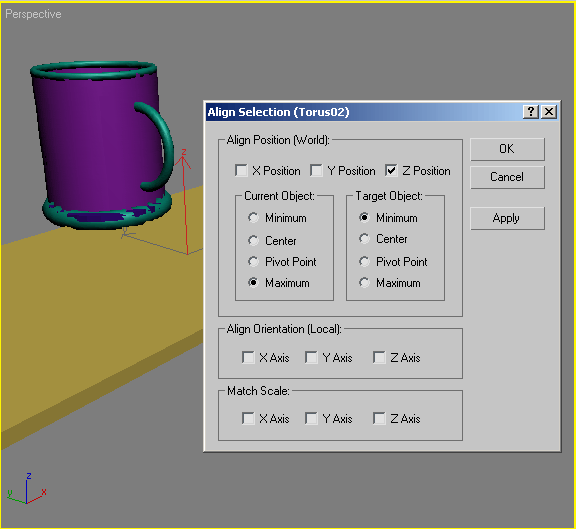 Perspective
z
Align Selection (Torus02)
Align Position (World):
X Position Y Position Z Position
OK
Cancel
Apply
Current Object:
Minimum
Center
Pivot Point
Maximum
Target Object:
Minimum
Center
Pivot Point
Maximum
Align Orientation (Local):
X Axis Y Axis Z Axis
Match Scale:
X Axis Y Axis Z Axis
z
y x